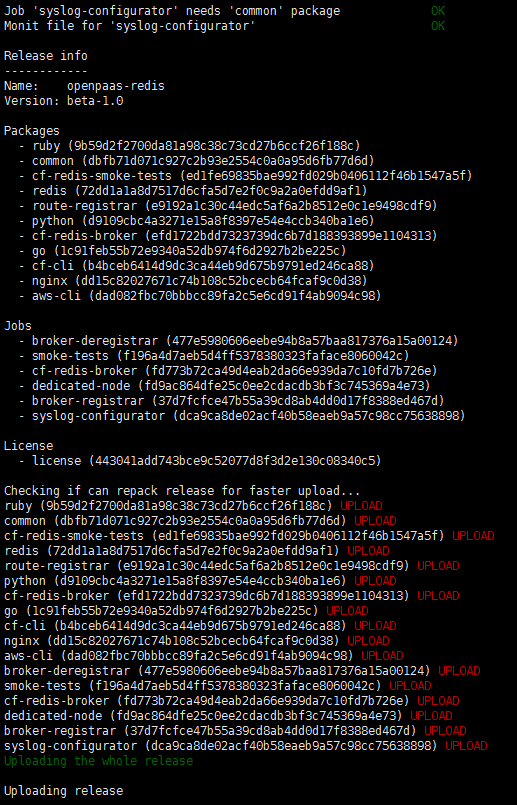 Job 'syslog-configurator' needs 'common' package OK
Monit file for 'syslog-configurator' OK
Release info
------------
Name: openpaas-redis
Version: beta-1.0
Packages
- ruby (9b59d2f2700da81a98c38c73cd27b6ccf26f188c)
- common (dbfb71d071c927c2b93e2554c0a0a95d6fb77d6d)
- cf-redis-smoke-tests (ed1fe69835bae992fd029b0406112f46b1547a5f)
- redis (72dd1a1a8d7517d6cfa5d7e2f0c9a2a0efdd9af1)
- route-registrar (e9192a1c30c44edc5af6a2b8512e0c1e9498cdf9)
- python (d9109cbc4a3271e15a8f8397e54e4ccb340ba1e6)
- cf-redis-broker (efd1722bdd7323739dc6b7d188393899e1104313)
- go (1c91feb55b72e9340a52db974f6d2927b2be225c)
- cf-cli (b4bceb6414d9dc3ca44eb9d675b9791ed246ca88)
- nginx (dd15c82027671c74b108c52bcecb64fcaf9c0d38)
- aws-cli (dad082fbc70bbbcc89fa2c5e6cd91f4ab9094c98)
Jobs
- broker-deregistrar (477e5980606eebe94b8a57baa817376a15a00124)
- smoke-tests (f196a4d7aeb5d4ff5378380323faface8060042c)
- cf-redis-broker (fd773b72ca49d4eab2da66e939da7c10fd7b726e)
- dedicated-node (fd9ac864dfe25c0ee2cdacdb3bf3c745369a4e73)
- broker-registrar (37d7fcfce47b55a39cd8ab4dd0d17f8388ed467d)
- syslog-configurator (dca9ca8de02acf40b58eaeb9a57c98cc75638898)
License
- license (443041add743bce9c52077d8f3d2e130c08340c5)
Checking if can repack release for faster upload...
ruby (9b59d2f2700da81a98c38c73cd27b6ccf26f188c) UPLOAD
common (dbfb71d071c927c2b93e2554c0a0a95d6fb77d6d) UPLOAD
cf-redis-smoke-tests (ed1fe69835bae992fd029b0406112f46b1547a5f) UPLOAD
redis (72dd1a1a8d7517d6cfa5d7e2f0c9a2a0efdd9af1) UPLOAD
route-registrar (e9192a1c30c44edc5af6a2b8512e0c1e9498cdf9) UPLOAD
python (d9109cbc4a3271e15a8f8397e54e4ccb340ba1e6) UPLOAD
cf-redis-broker (efd1722bdd7323739dc6b7d188393899e1104313) UPLOAD
go (1c91feb55b72e9340a52db974f6d2927b2be225c) UPLOAD
cf-cli (b4bceb6414d9dc3ca44eb9d675b9791ed246ca88) UPLOAD
nginx (dd15c82027671c74b108c52bcecb64fcaf9c0d38) UPLOAD
aws-cli (dad082fbc70bbbcc89fa2c5e6cd91f4ab9094c98) UPLOAD
broker-deregistrar (477e5980606eebe94b8a57baa817376a15a00124) UPLOAD
smoke-tests (f196a4d7aeb5d4ff5378380323faface8060042c) UPLOAD
cf-redis-broker (fd773b72ca49d4eab2da66e939da7c10fd7b726e) UPLOAD
dedicated-node (fd9ac864dfe25c0ee2cdacdb3bf3c745369a4e73) UPLOAD
broker-registrar (37d7fcfce47b55a39cd8ab4dd0d17f8388ed467d) UPLOAD
syslog-configurator (dca9ca8de02acf40b58eaeb9a57c98cc75638898) UPLOAD
Uploading the whole release
Uploading release